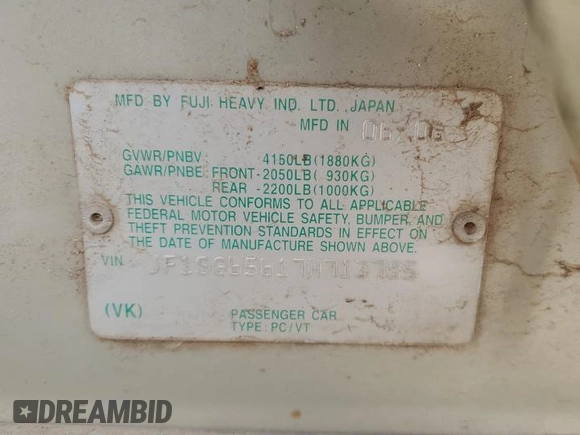 MFD BY FUJI HEAVY IND. LTD. JAPAN
MFD IN 06/06
GVWR/PNBV : 4150LB(1880KG)
GAWR/PNBE: FRONT-2050LB( 930KG)
REAR -2200LB(1000KG)
THIS VEHICLE CONFORMS TO ALL APPLICABLE
FEDERAL MOTOR VEHICLE SAFETY, BUMPER, AND
THEFT PREVENTION STANDARDS IN EFFECT ON
THE DATE OF MANUFACTURE SHOWN ABOVE.
VIN
(VK)
PASSENGER CAR
TYPE: PC/VT
DREAMBID